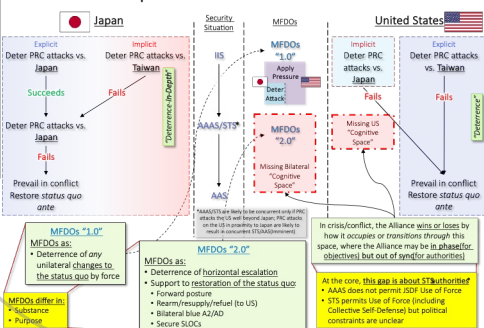 Japan
Security
Situation
MFDOs
United States
Explicit
Deter PRC attacks vs.
Japan
Implicit
Deter PRC attacks vs.
Taiwan
Succeeds
Fails
"Deterrence-In-Depth"
Deter PRC attacks vs.
Japan
Fails
Prevail in conflict
Restore status quo
ante
IIS
AAAS/STS*
AAS
MFDOs
"1.0"
Apply
Pressure
Deter
Attack
MFDOs
"2.0"
Missing Bilateral
"Cognitive
Space"
*AAAS/STS are likely to be concurrent only if PRC
attacks the US well beyond Japan; PRC attacks
on the US in proximity to Japan are likely to
result in concurrent STS/AAS(imminent)
Implicit
Deter PRC attacks vs.
Japan
Explicit
Deter PRC attacks
vs. Taiwan
Fails
Fails
"Deterrence"
Missing US
"Cognitive
Space"
Prevail in conflict
Restore status quo
ante
MFDOs "1.0"
MFDOs as:
• Deterrence of any
unilateral changes to
the status quo by force
MFDOs differ in:
• Substance
• Purpose
MFDOs "2.0"
MFDOs as:
• Deterrence of horizontal escalation
• Support to restoration of the status quo:
• Forward posture
• Rearm/resupply/refuel (to US)
• Bilateral blue A2/AD
• Secure SLOCs
In crisis/conflict, the Alliance wins or loses by
how it occupies or transitions through this
space, where the Alliance may be in phase(for
objectives) but out of sync(for authorities)
At the core, this gap is about STS authorities*
• AAAS does not permit JSDF Use of Force
• STS permits Use of Force (including
Collective Self-Defense) but political
constraints are unclear